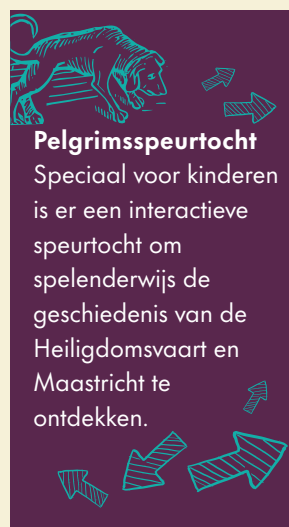 Pelgrimsspeurtocht
Speciaal voor kinderen
is er een interactieve
speurtocht om
spelenderwijs de
geschiedenis van de
Heiligdomsvaart en
Maastricht te
ontdekken.